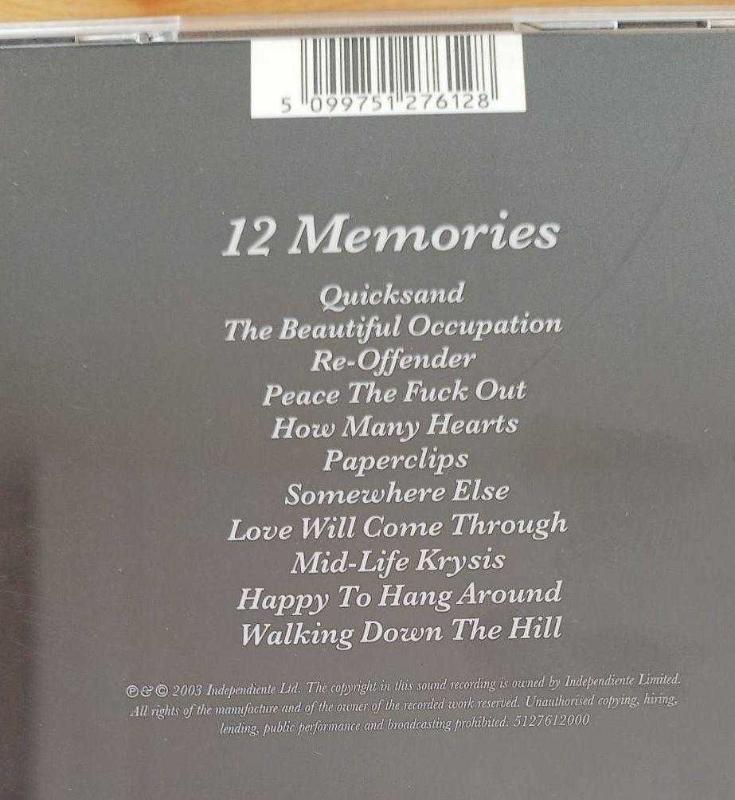 5 099751 276128
12 Memories
Quicksand
The Beautiful Occupation
Re-Offender
Peace The Fuck Out
How Many Hearts
Paperclips
Somewhere Else
Love Will Come Through
Mid-Life Krysis
Happy To Hang Around
Walking Down The Hill
℗ & © 2003 Independiente Ltd. The copyright in this sound recording is owned by Independiente Limited.
All rights of the manufacture and of the owner of the recorded work reserved. Unauthorised copying, hiring,
lending, public performance and broadcasting prohibited. 5127612000